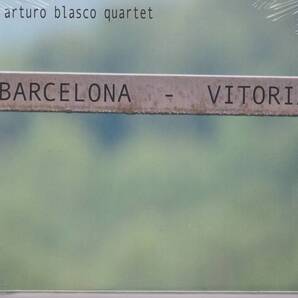 arturo blasco quartet
BARCELONA - VITORI